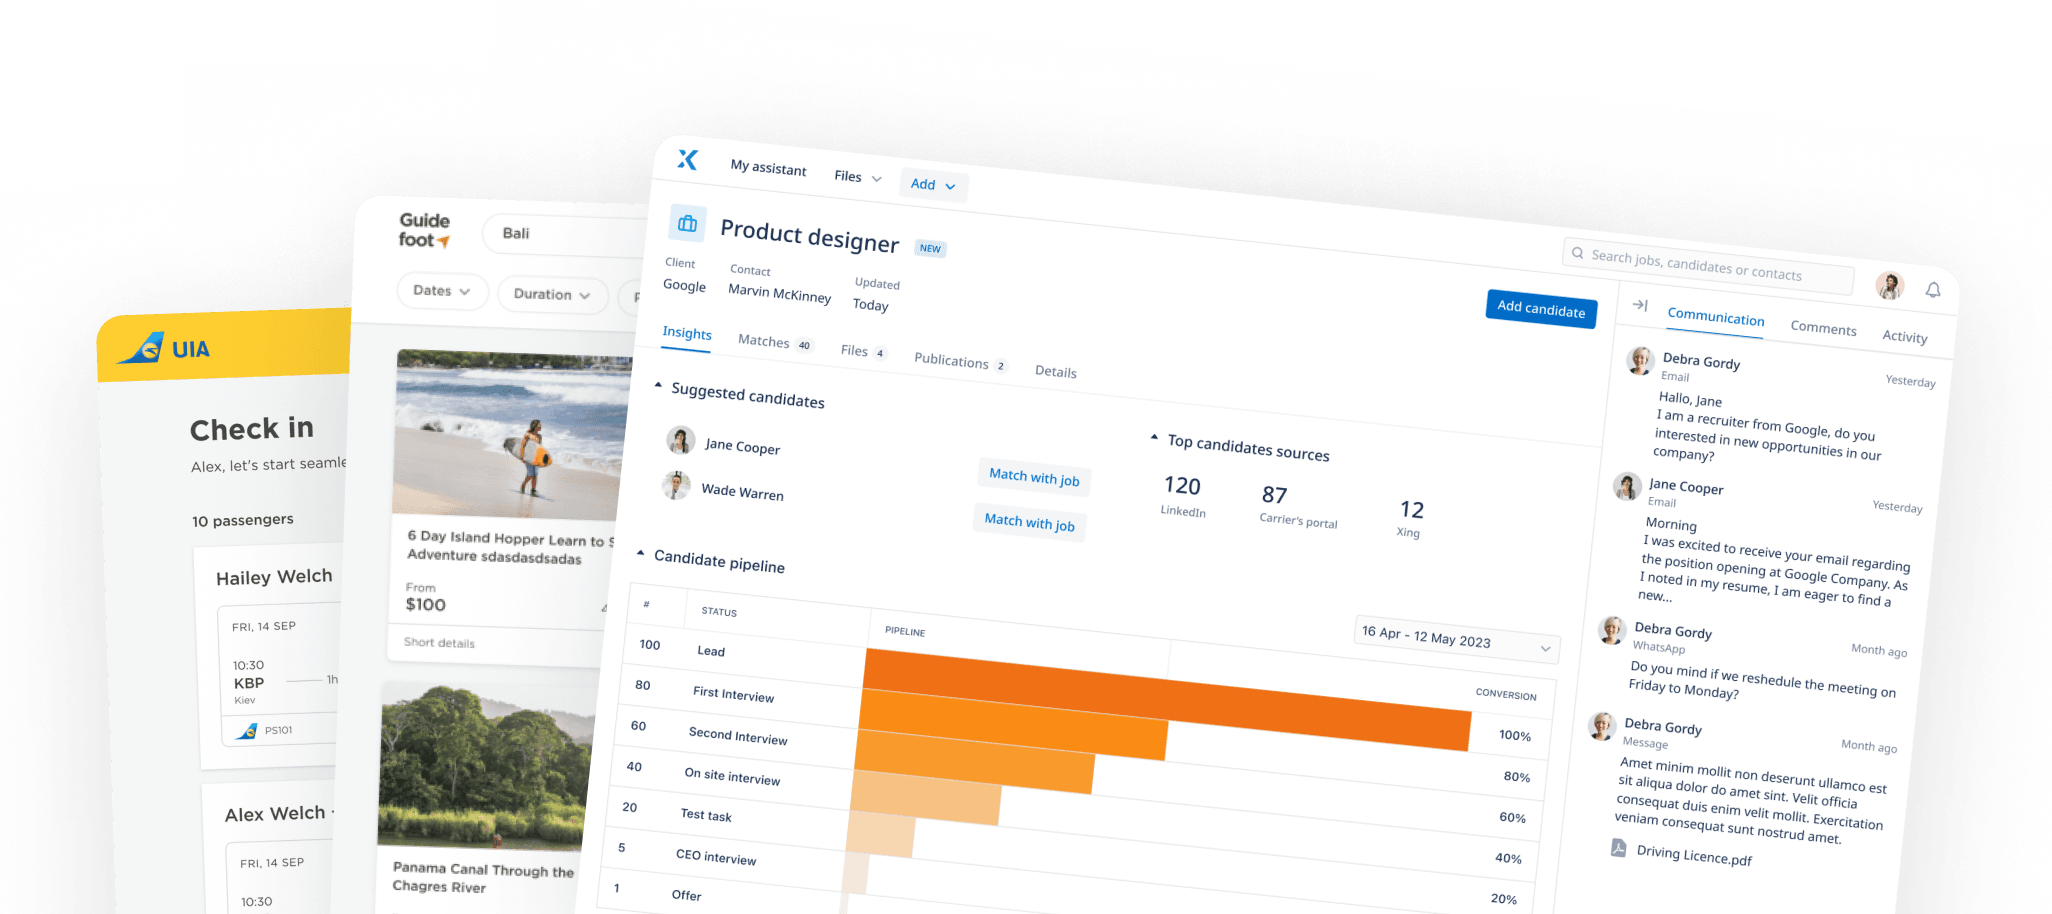 UIA
Check in
Alex, let's start
10 passengers
Hailey Welch
FRI, 14 SEP
10:30
KBP
1h
Kiev
PS101
Alex Welch
FRI, 14 SEP
10:30
Guide
foot
Bali
Dates
Duration
6 Day Island Hopper Learn to
Adventure sdasdasdsadas
From
$100
Short details
Panama Canal Through the
Chagres River
My assistant
Files
Add
Search jobs, candidates or contacts
Product designer
NEW
Client
Google
Contact
Marvin McKinney
Updated
Today
Add candidate
Insights
Matches 40
Files 4
Publications 2
Details
Suggested candidates
Jane Cooper
Match with job
Wade Warren
Match with job
Top candidates sources
120
LinkedIn
87
Carrier's portal
12
Xing
Candidate pipeline
16 Apr - 12 May 2023
# STATUS PIPELINE CONVERSION
100 Lead 100%
80 First Interview 80%
60 Second Interview 60%
40 On site interview 40%
20 Test task 20%
5 CEO interview
1 Offer
Communication
Comments
Activity
Debra Gordy
Email
Yesterday
Hallo, Jane
I am a recruiter from Google, do you
interested in new opportunities in our
company?
Jane Cooper
Email
Yesterday
Morning
I was excited to receive your email regarding
the position opening at Google Company. As
I noted in my resume, I am eager to find a
new...
Debra Gordy
WhatsApp
Month ago
Do you mind if we reshedule the meeting on
Friday to Monday?
Debra Gordy
Message
Month ago
Amet minim mollit non deserunt ullamco est
sit aliqua dolor do amet sint. Velit officia
consequat duis enim velit mollit. Exercitation
veniam consequat sunt nostrud amet.
Driving Licence.pdf